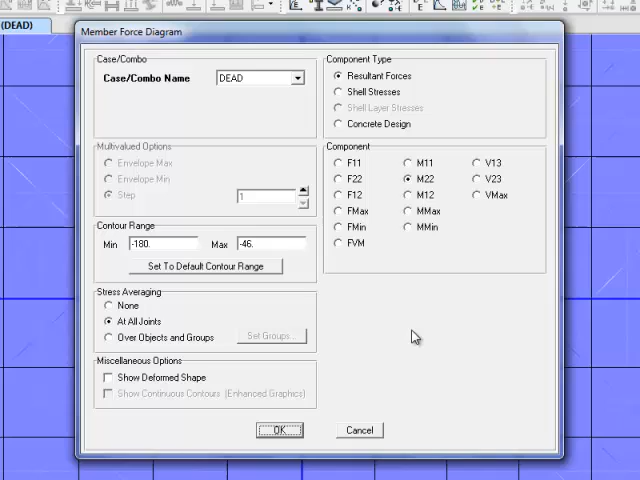 (DEAD)
Member Force Diagram
Case/Combo
Case/Combo Name
DEAD
Multivalued Options
Envelope Max
Envelope Min
Step
1
Contour Range
Min
-180.
Max
-46.
Set To Default Contour Range
Stress Averaging
None
At All Joints
Over Objects and Groups
Set Groups...
Miscellaneous Options
Show Deformed Shape
Show Continuous Contours (Enhanced Graphics)
Component Type
Resultant Forces
Shell Stresses
Shell Layer Stresses
Concrete Design
Component
F11 M11 V13
F22 M22 V23
F12 M12 VMax
FMax MMax
FMin MMin
FVM
OK
Cancel